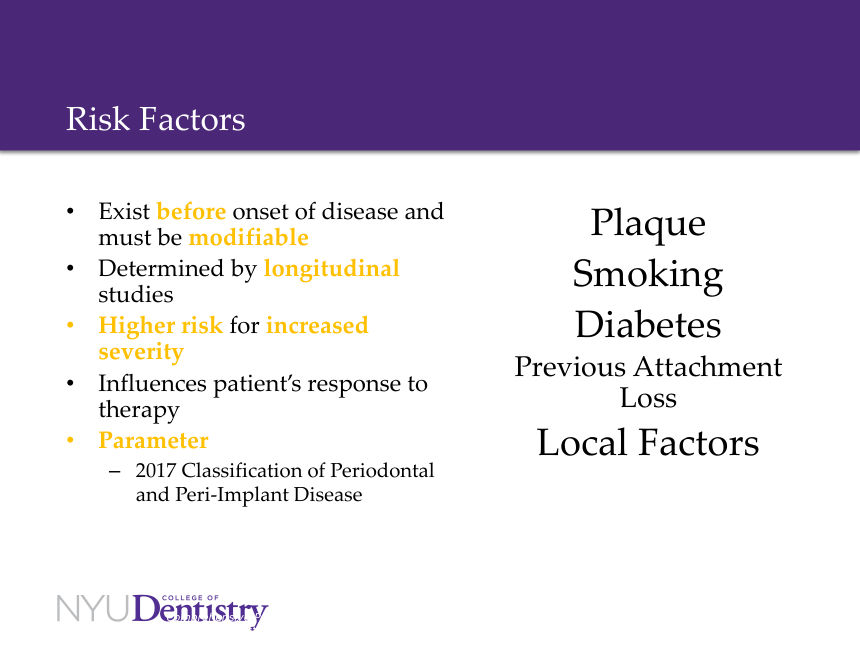 Risk Factors
• Exist before onset of disease and
must be modifiable
• Determined by longitudinal
studies
• Higher risk for increased
severity
• Influences patient’s response to
therapy
• Parameter
– 2017 Classification of Periodontal
and Peri-Implant Disease
Plaque
Smoking
Diabetes
Previous Attachment
Loss
Local Factors
COLLEGE OF
NYU Dentistry